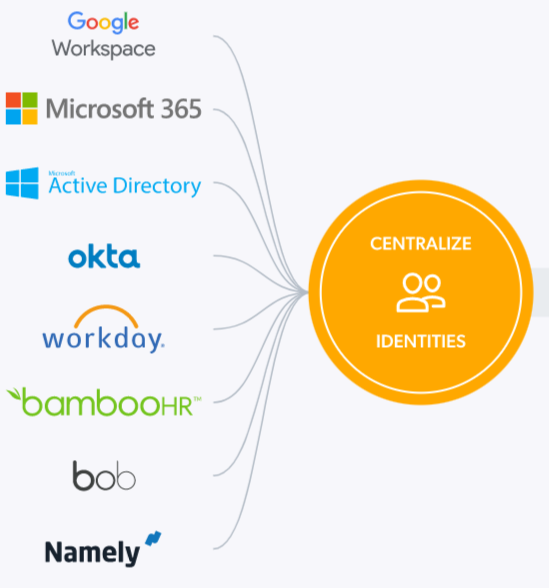 Google
Workspace
Microsoft 365
Microsoft
Active Directory
okta
workday.
bambooHR™
bob
Namely
CENTRALIZE
IDENTITIES